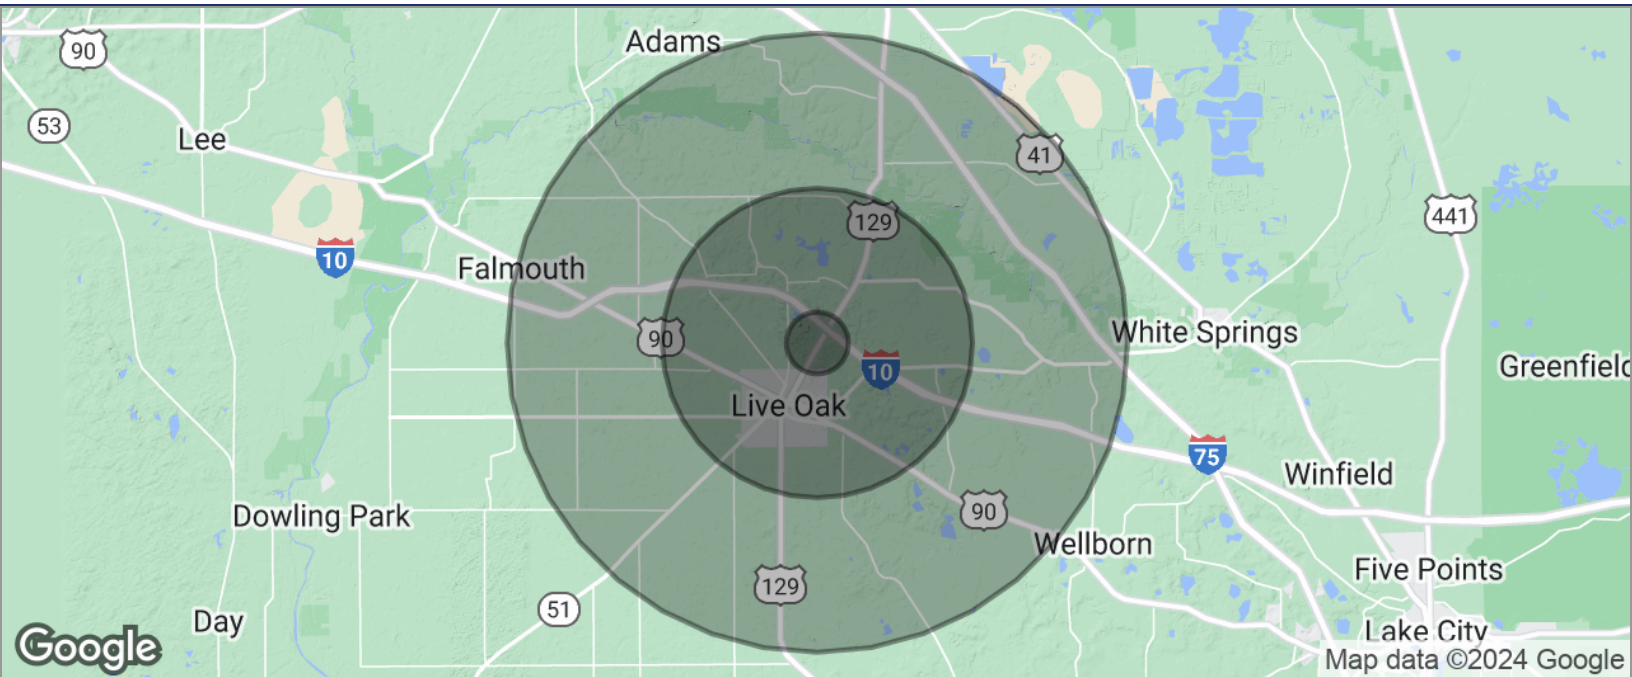 Adams
90
53
Lee
41
129
441
10
Falmouth
White Springs
90
10
Greenfield
Live Oak
75
Winfield
Dowling Park
90
Wellborn
Five Points
129
51
Day
Lake City
Google
Map data ©2024 Google